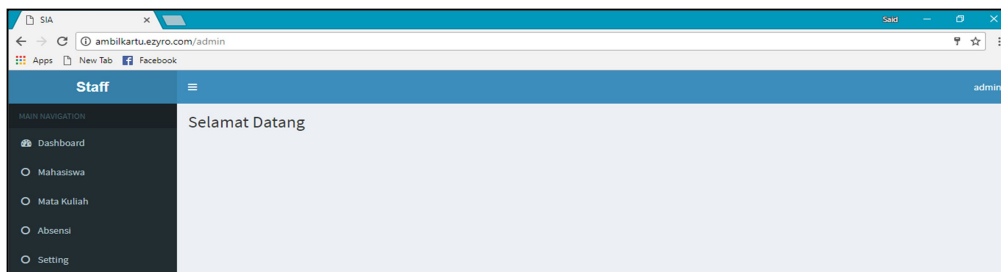 SIA
Said
ambilkartu.ezyro.com/admin
Apps New Tab Facebook
Staff
admin
MAIN NAVIGATION
Selamat Datang
Dashboard
Mahasiswa
Mata Kuliah
Absensi
Setting